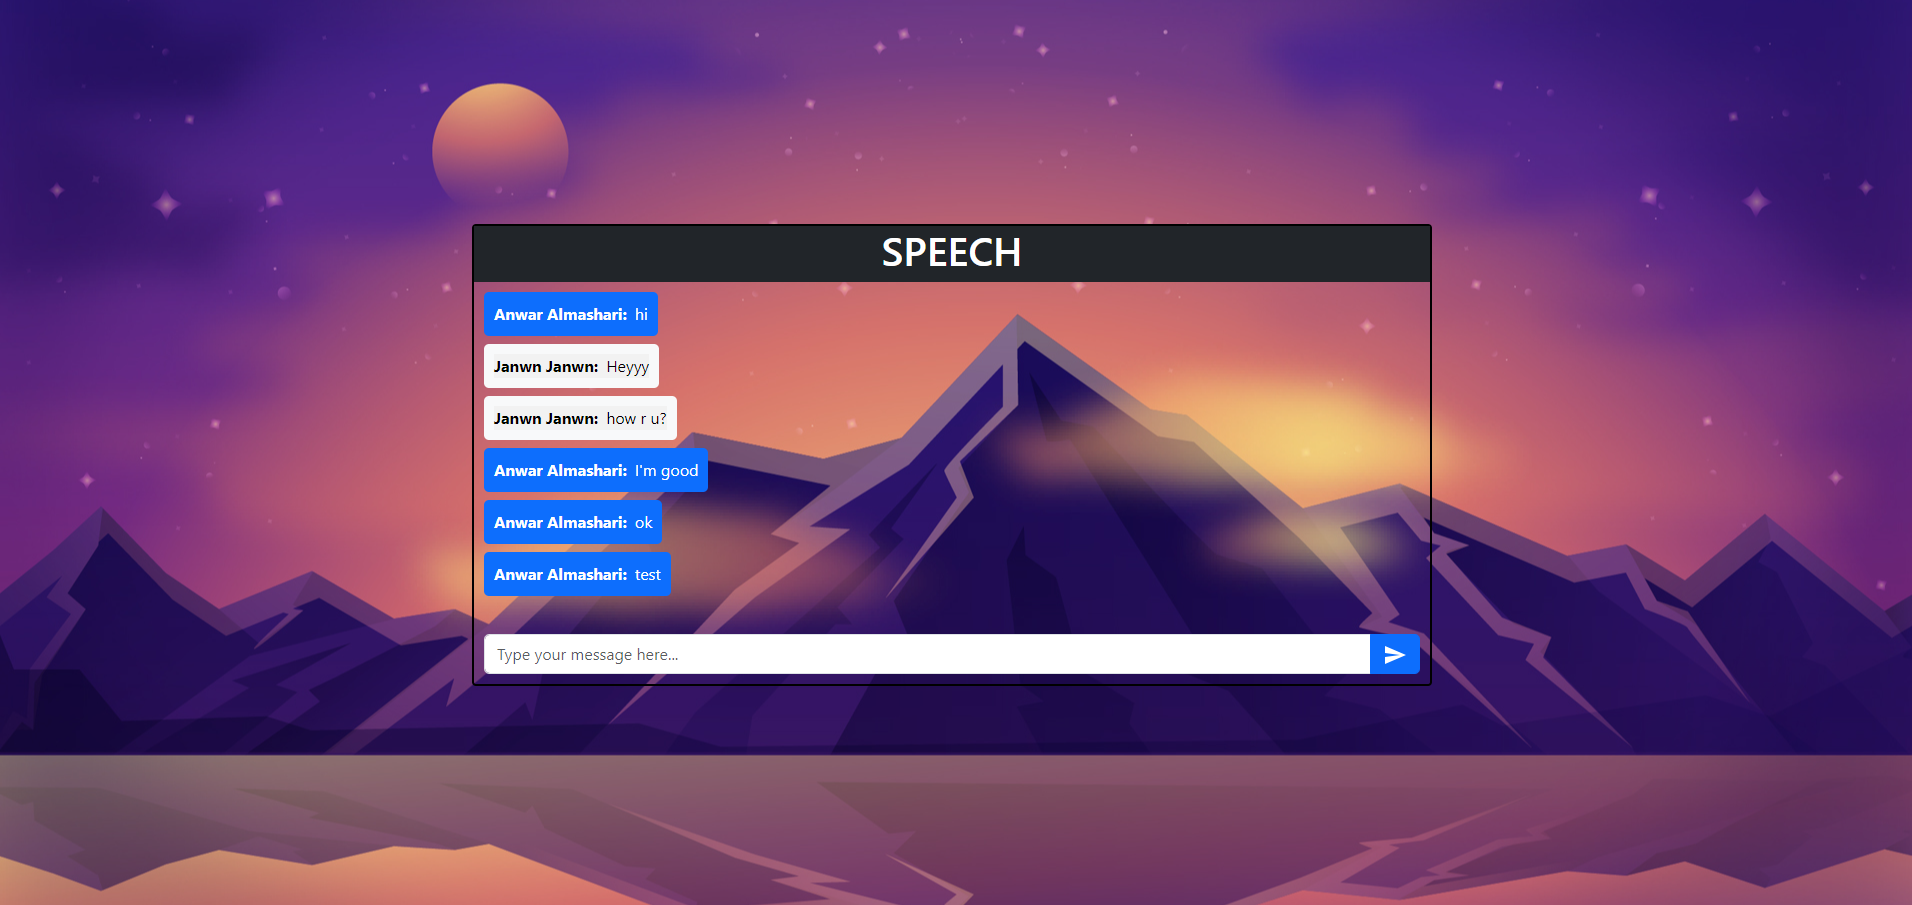 SPEECH
Anwar Almashari: hi
Janwn Janwn: Heyyy
Janwn Janwn: how r u?
Anwar Almashari: I'm good
Anwar Almashari: ok
Anwar Almashari: test
Type your message here...